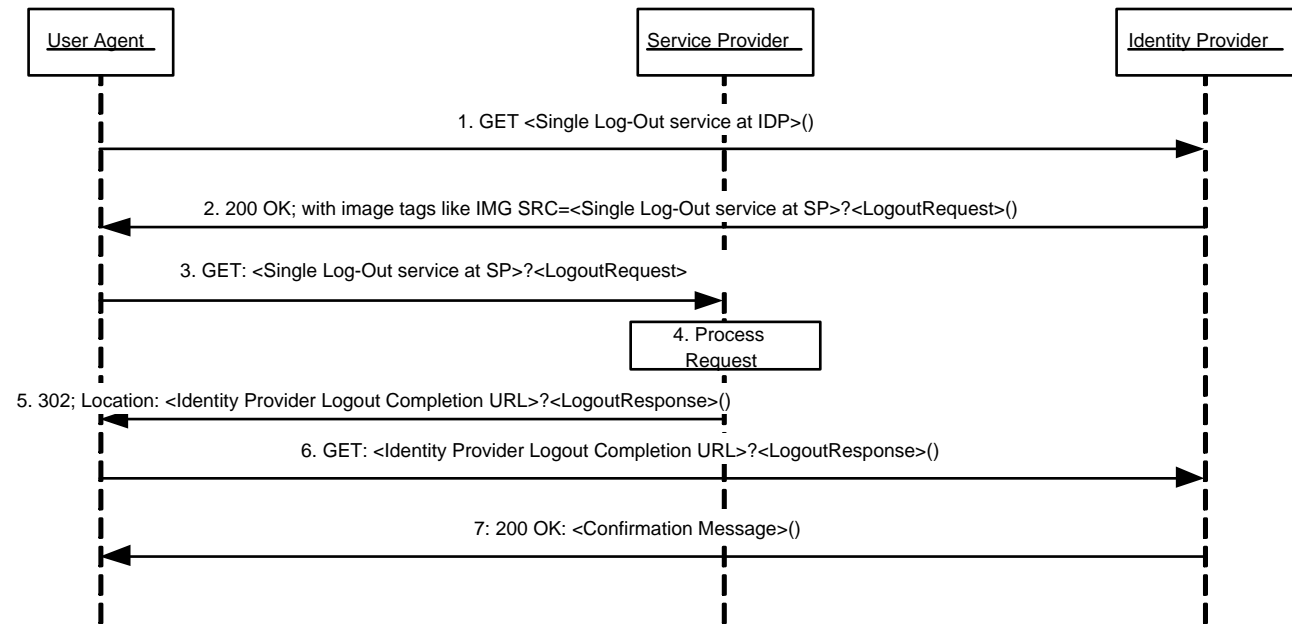 User Agent
Service Provider
Identity Provider
1. GET <Single Log-Out service at IDP>()
2. 200 OK; with image tags like IMG SRC=<Single Log-Out service at SP>?<LogoutRequest>()
3. GET: <Single Log-Out service at SP>?<LogoutRequest>
4. Process
Request
5. 302; Location: <Identity Provider Logout Completion URL>?<LogoutResponse>()
6. GET: <Identity Provider Logout Completion URL>?<LogoutResponse>()
7: 200 OK: <Confirmation Message>()